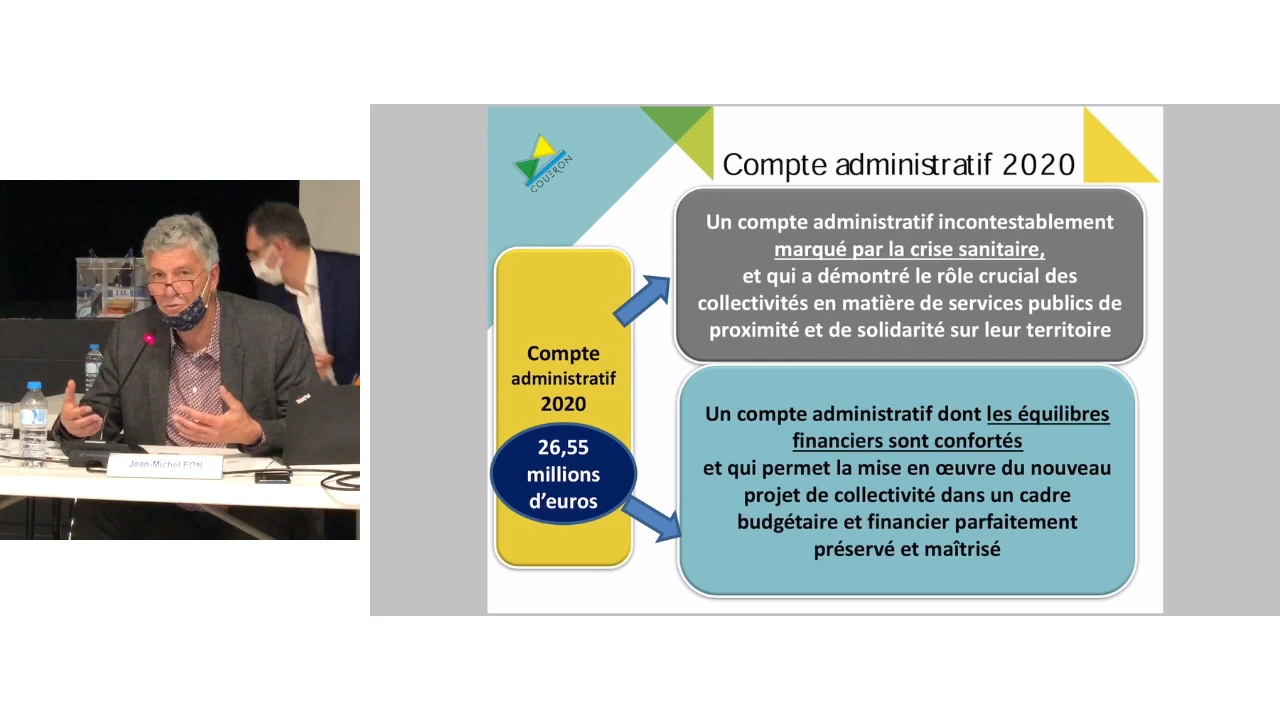 COUËRON
Compte administratif 2020
Un compte administratif incontestablement
marqué par la crise sanitaire,
et qui a démontré le rôle crucial des
collectivités en matière de services publics de
proximité et de solidarité sur leur territoire
Compte
administratif
2020
26,55
millions
d’euros
Un compte administratif dont les équilibres
financiers sont confortés
et qui permet la mise en œuvre du nouveau
projet de collectivité dans un cadre
budgétaire et financier parfaitement
préservé et maîtrisé
Jean-Michel EON
ThinkPad